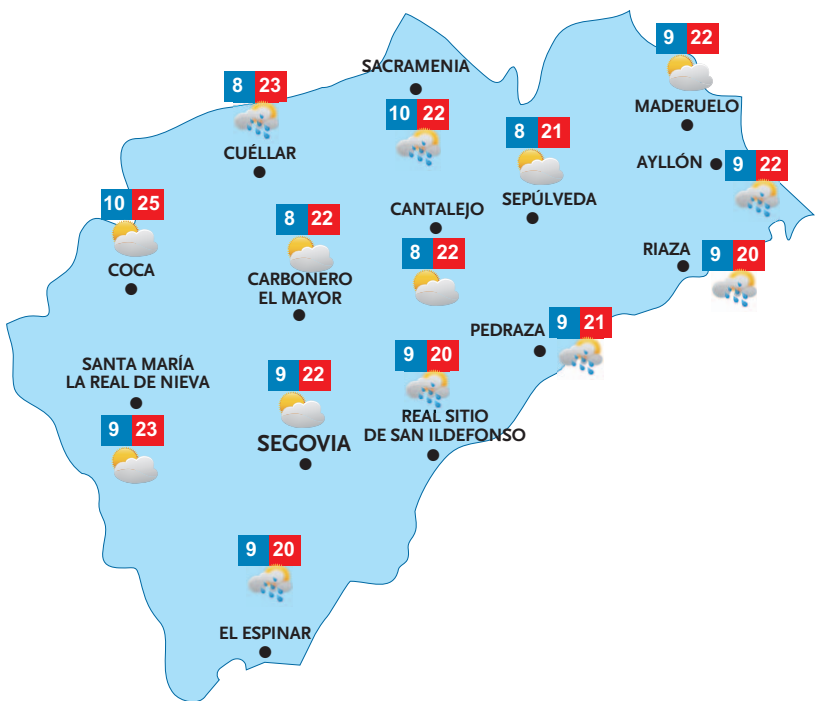 9 22
MADERUELO
SACRAMENIA
10 22
8 23
CUÉLLAR
8 21
SEPÚLVEDA
AYLLÓN
9 22
10 25
COCA
8 22
CARBONERO
EL MAYOR
CANTALEJO
8 22
RIAZA
9 20
PEDRAZA
9 21
SANTA MARÍA
LA REAL DE NIEVA
9 23
9 22
SEGOVIA
9 20
REAL SITIO
DE SAN ILDEFONSO
9 20
EL ESPINAR